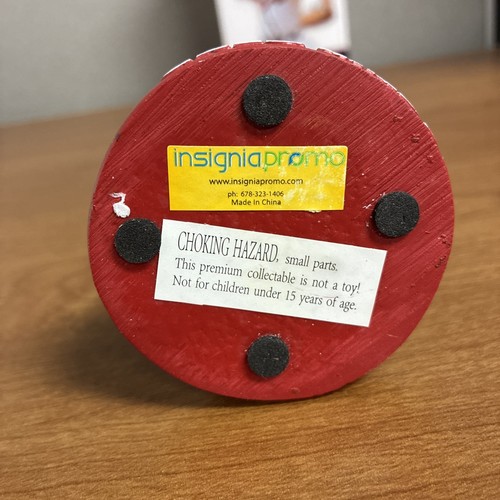 insigniapromo
www.insigniapromo.com
ph: 678-323-1406
Made In China
CHOKING HAZARD, small parts.
This premium collectable is not a toy!
Not for children under 15 years of age.